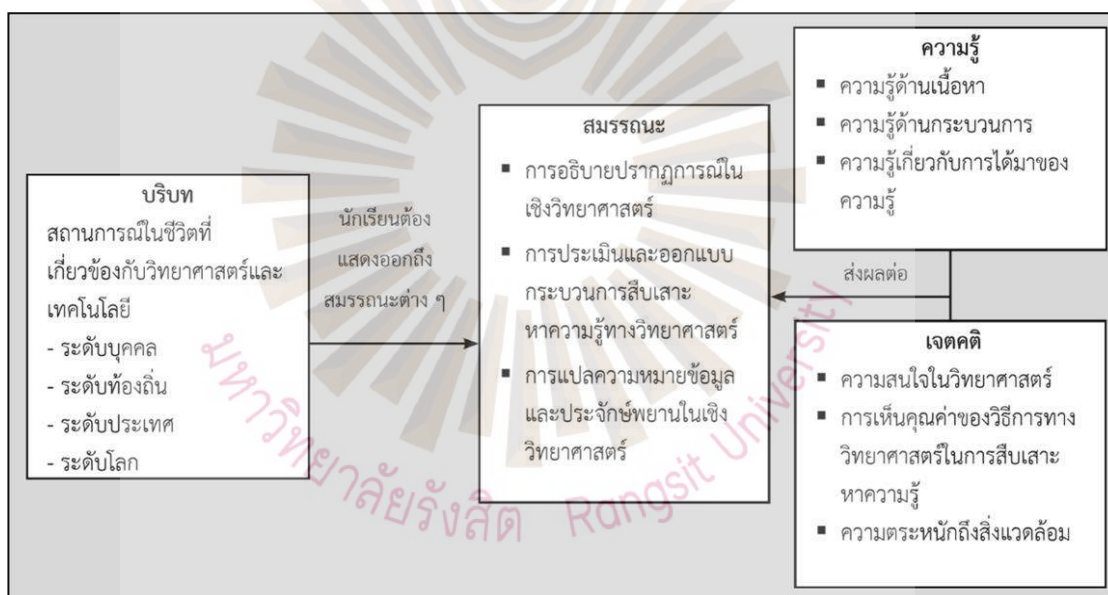 บริบท
สถานการณ์ในชีวิตที่
เกี่ยวข้องกับวิทยาศาสตร์และ
เทคโนโลยี
- ระดับบุคคล
- ระดับท้องถิ่น
- ระดับประเทศ
- ระดับโลก
นักเรียนต้อง
แสดงออกถึง
สมรรถนะต่าง ๆ
สมรรถนะ
▪ การอธิบายปรากฏการณ์ใน
เชิงวิทยาศาสตร์
▪ การประเมินและออกแบบ
กระบวนการสืบเสาะ
หาความรู้ทางวิทยาศาสตร์
▪ การแปลความหมายข้อมูล
และประจักษ์พยานในเชิง
วิทยาศาสตร์
ความรู้
▪ ความรู้ด้านเนื้อหา
▪ ความรู้ด้านกระบวนการ
▪ ความรู้เกี่ยวกับการได้มาของ
ความรู้
ส่งผลต่อ
เจตคติ
▪ ความสนใจในวิทยาศาสตร์
▪ การเห็นคุณค่าของวิธีการทาง
วิทยาศาสตร์ในการสืบเสาะ
หาความรู้
▪ ความตระหนักถึงสิ่งแวดล้อม
มหาวิทยาลัยรังสิต Rangsit University